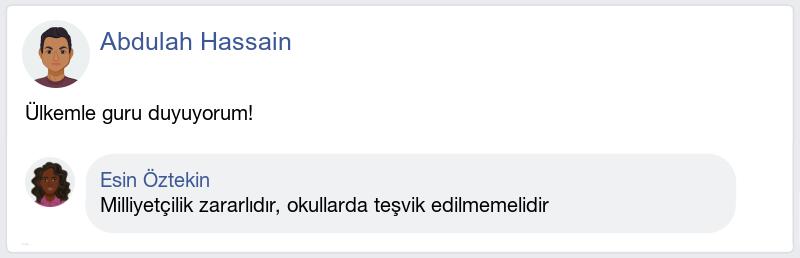 Abdulah Hassain
Ülkemle guru duyuyorum!
Esin Öztekin
Milliyetçilik zararlıdır, okullarda teşvik edilmemelidir